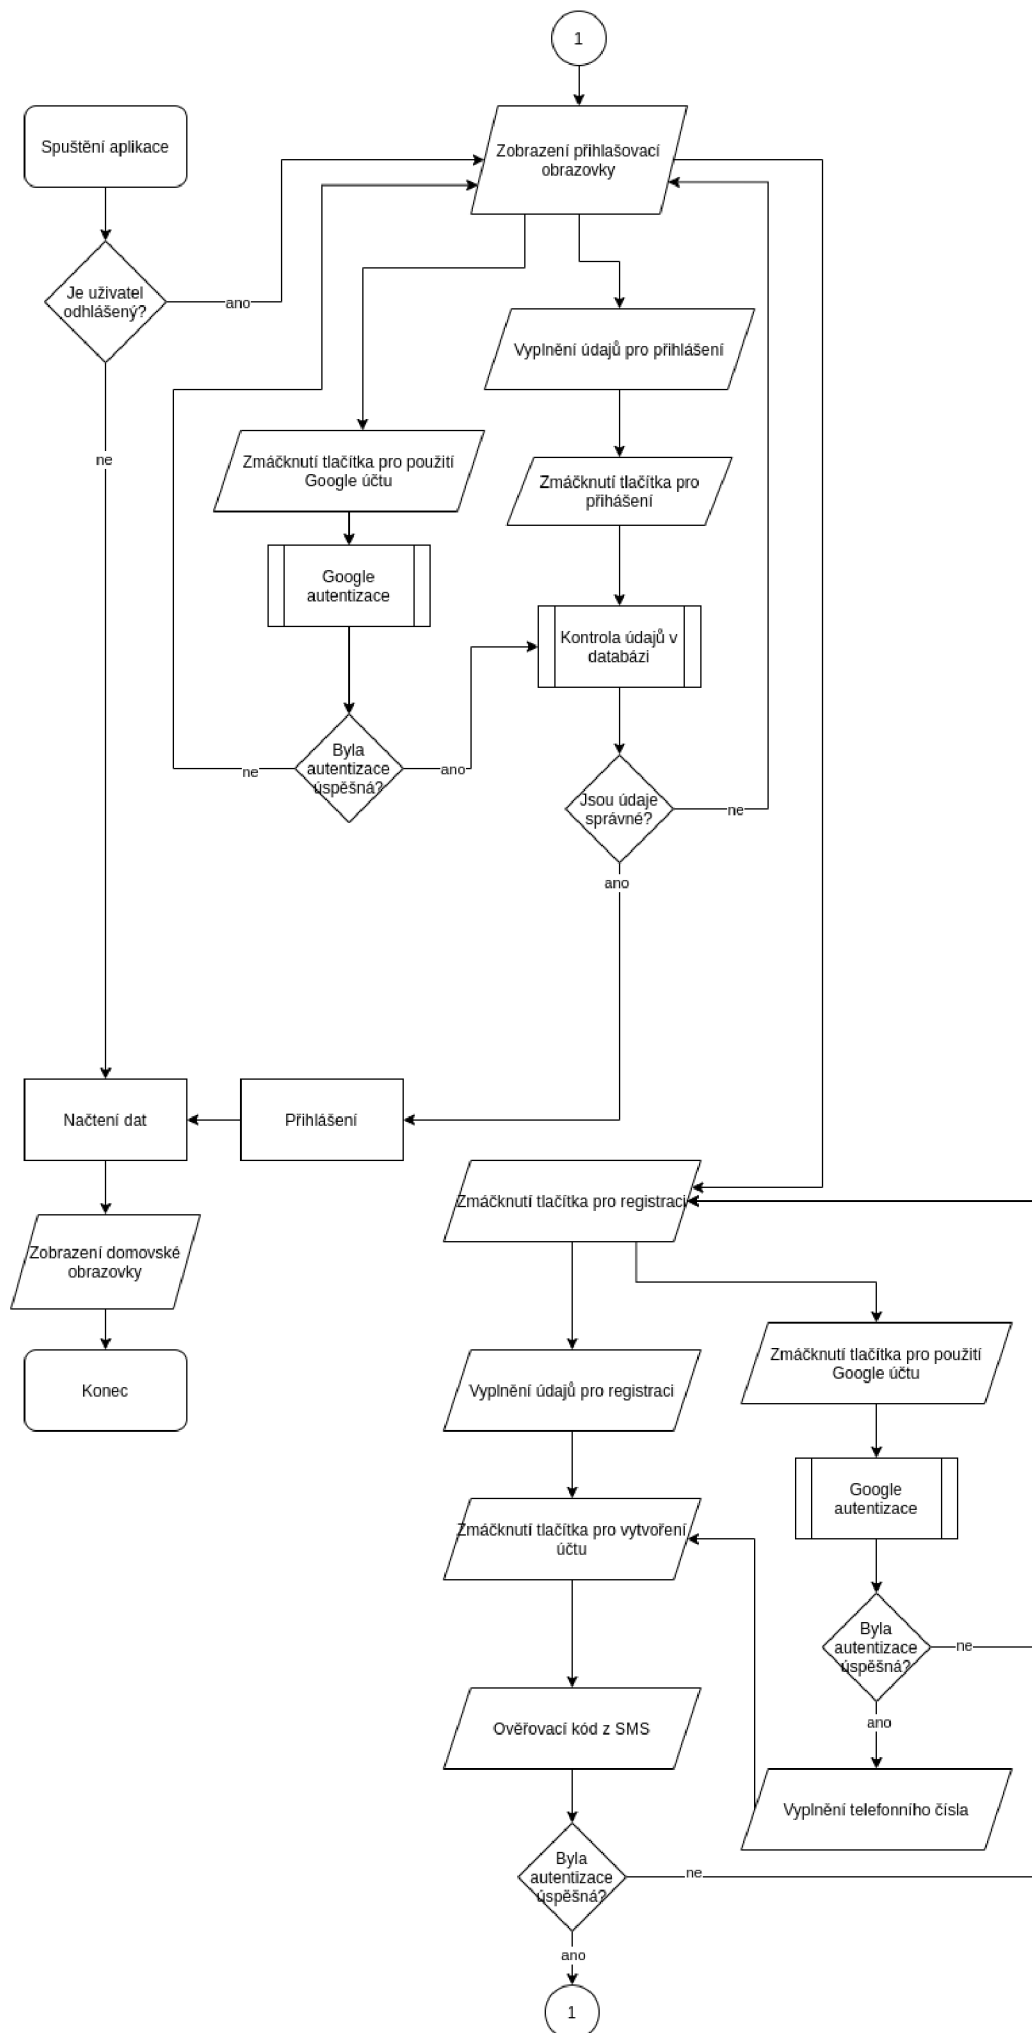 1
Spuštění aplikace
Zobrazení přihlašovací
obrazovky
Je uživatel
odhlášený?
ano
Vyplnění údajů pro přihlášení
ne
Zmáčknutí tlačítka pro použití
Google účtu
Zmáčknutí tlačítka pro
přihášení
Google
autentizace
Kontrola údajů v
databázi
Byla
autentizace
úspěšná?
ne
ano
Jsou údaje
správné?
ne
ano
Načtení dat
Přihlášení
Zmáčknutí tlačítka pro registraci
Zobrazení domovské
obrazovky
Zmáčknutí tlačítka pro použití
Google účtu
Konec
Vyplnění údajů pro registraci
Google
autentizace
Zmáčknutí tlačítka pro vytvoření
účtu
Byla
autentizace
úspěšná?
ne
ano
Ověřovací kód z SMS
Vyplnění telefonního čísla
Byla
autentizace
úspěšná?
ne
ano
1